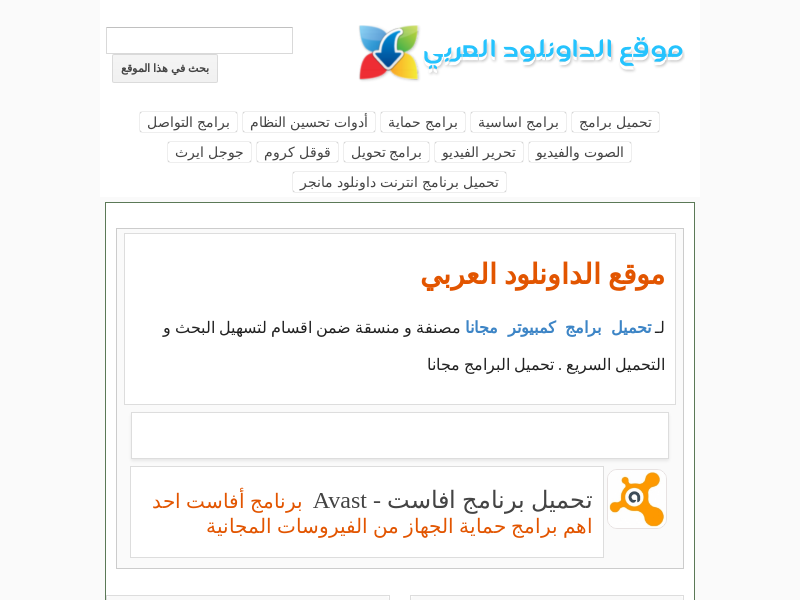 موقع الداونلود العربي
بحث في هذا الموقع
تحميل برامج
برامج اساسية
برامج حماية
أدوات تحسين النظام
برامج التواصل
الصوت والفيديو
تحرير الفيديو
برامج تحويل
قوقل كروم
جوجل ايرث
تحميل برنامج انترنت داونلود مانجر
موقع الداونلود العربي
لـ تحميل برامج كمبيوتر مجانا مصنفة و منسقة ضمن اقسام لتسهيل البحث و
التحميل السريع . تحميل البرامج مجانا
تحميل برنامج افاست - Avast برنامج أفاست احد
اهم برامج حماية الجهاز من الفيروسات المجانية